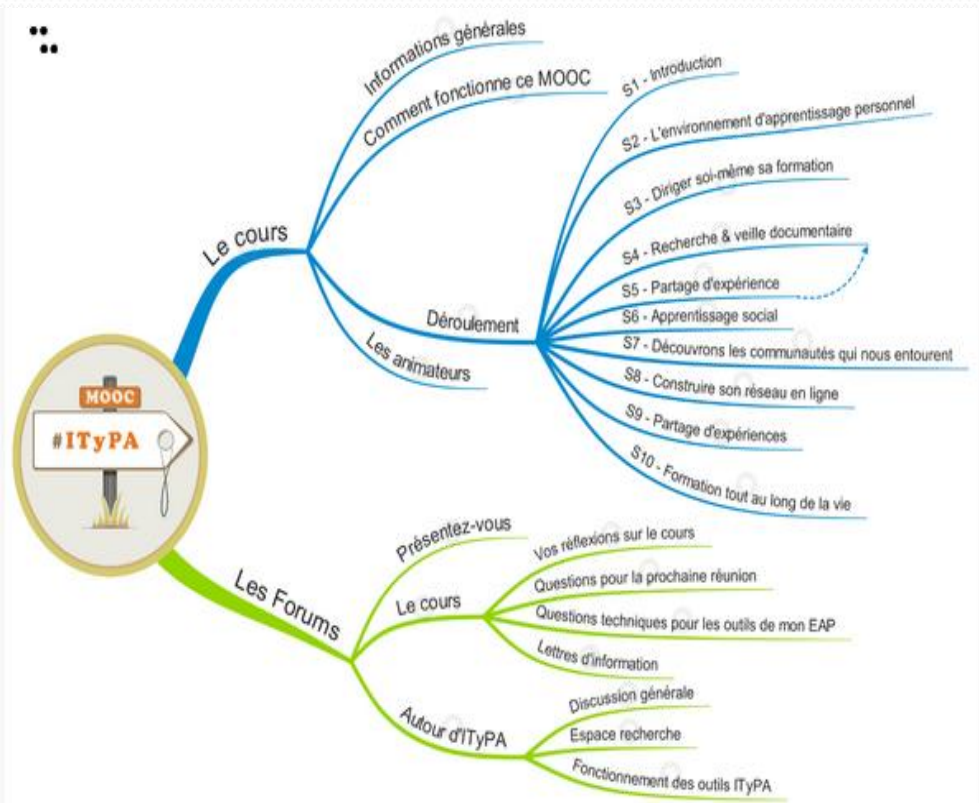 MOOC
#ITyPA
Le cours
Informations générales
Comment fonctionne ce MOOC
Déroulement
S1 - Introduction
S2 - L'environnement d'apprentissage personnel
S3 - Diriger soi-même sa formation
S4 - Recherche & veille documentaire
S5 - Partage d'expérience
S6 - Apprentissage social
S7 - Découvrons les communautés qui nous entourent
S8 - Construire son réseau en ligne
S9 - Partage d'expériences
S10 - Formation tout au long de la vie
Les animateurs
Les Forums
Présentez-vous
Le cours
Vos réflexions sur le cours
Questions pour la prochaine réunion
Questions techniques pour les outils de mon EAP
Lettres d'information
Autour d'ITyPA
Discussion générale
Espace recherche
Fonctionnement des outils ITyPA